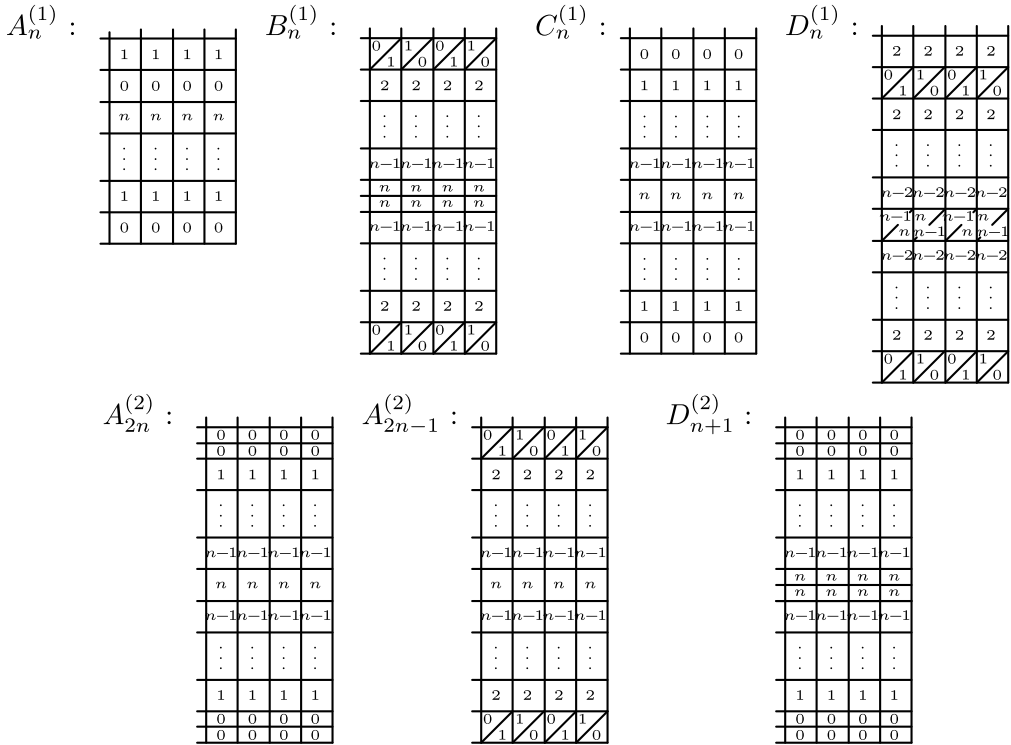 A_n^{(1)} : B_n^{(1)} : C_n^{(1)} : D_n^{(1)} :
1 1 1 1
0 0 0 0
n n n n
⋮ ⋮ ⋮ ⋮
1 1 1 1
0 0 0 0
0 1 1 0 0 1 1 0
2 2 2 2
⋮ ⋮ ⋮ ⋮
n−1 n−1 n−1 n−1
n n n n
n n n n
n−1 n−1 n−1 n−1
⋮ ⋮ ⋮ ⋮
2 2 2 2
0 1 1 0 0 1 1 0
0 0 0 0
1 1 1 1
⋮ ⋮ ⋮ ⋮
n−1 n−1 n−1 n−1
n n n n
n−1 n−1 n−1 n−1
⋮ ⋮ ⋮ ⋮
1 1 1 1
0 0 0 0
2 2 2 2
0 1 1 0 0 1 1 0
2 2 2 2
⋮ ⋮ ⋮ ⋮
n−2 n−2 n−2 n−2
n−1 n n n−1 n−1 n n n−1
n−2 n−2 n−2 n−2
⋮ ⋮ ⋮ ⋮
2 2 2 2
0 1 1 0 0 1 1 0
A_{2n}^{(2)} : A_{2n−1}^{(2)} : D_{n+1}^{(2)} :
0 0 0 0
0 0 0 0
1 1 1 1
⋮ ⋮ ⋮ ⋮
n−1 n−1 n−1 n−1
n n n n
n−1 n−1 n−1 n−1
⋮ ⋮ ⋮ ⋮
1 1 1 1
0 0 0 0
0 0 0 0
0 1 1 0 0 1 1 0
2 2 2 2
⋮ ⋮ ⋮ ⋮
n−1 n−1 n−1 n−1
n n n n
n−1 n−1 n−1 n−1
⋮ ⋮ ⋮ ⋮
2 2 2 2
0 1 1 0 0 1 1 0
0 0 0 0
0 0 0 0
1 1 1 1
⋮ ⋮ ⋮ ⋮
n−1 n−1 n−1 n−1
n n n n
n n n n
n−1 n−1 n−1 n−1
⋮ ⋮ ⋮ ⋮
1 1 1 1
0 0 0 0
0 0 0 0